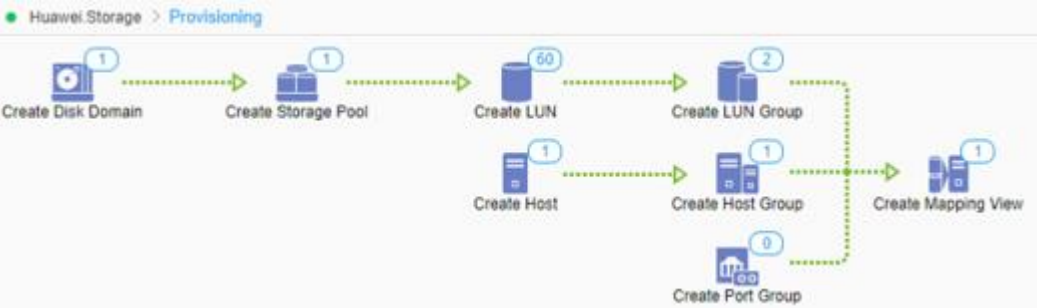 Huawei.Storage > Provisioning
1 1 60 2
Create Disk Domain Create Storage Pool Create LUN Create LUN Group
1 1 1
Create Host Create Host Group Create Mapping View
0
Create Port Group